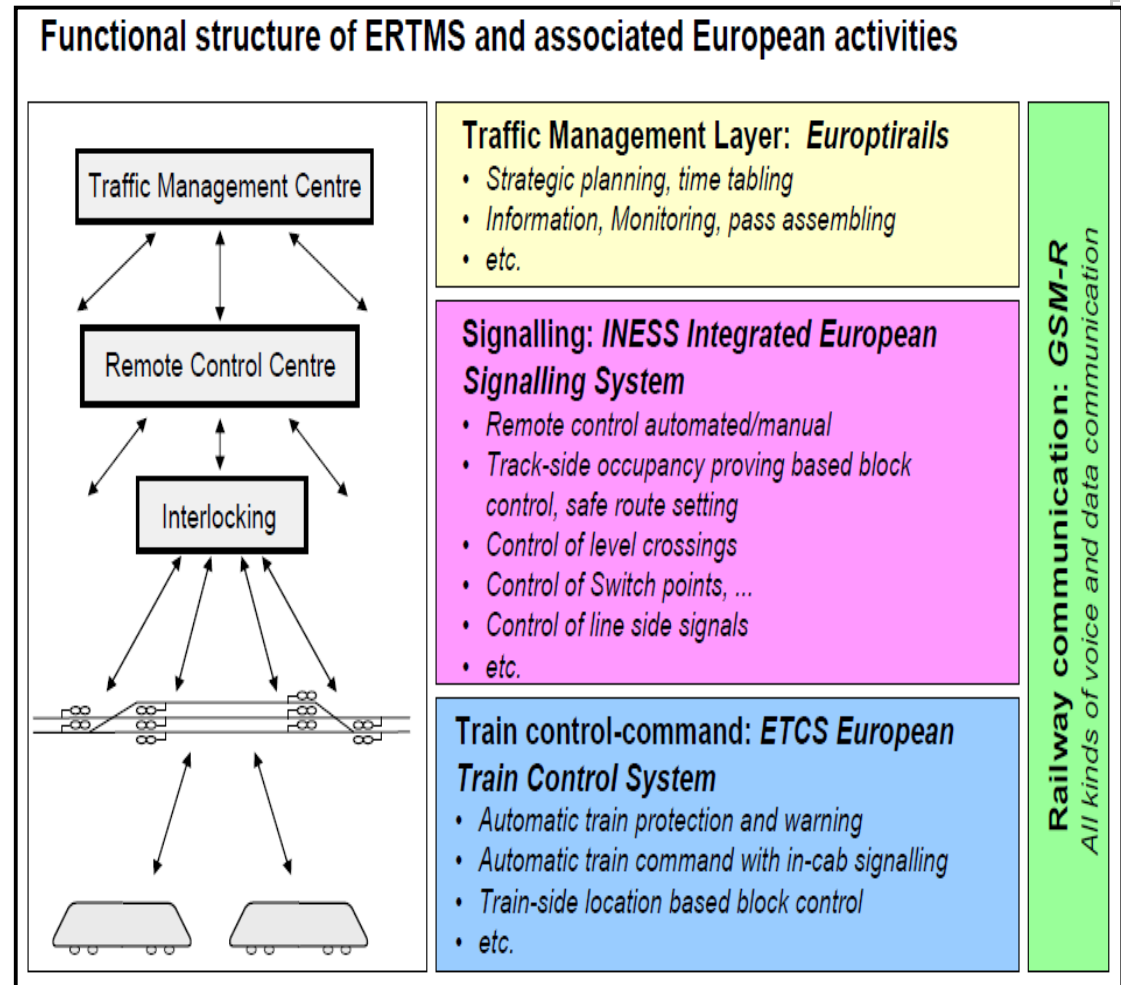 Functional structure of ERTMS and associated European activities
Traffic Management Centre
Remote Control Centre
Interlocking
Traffic Management Layer: Europtirails
• Strategic planning, time tabling
• Information, Monitoring, pass assembling
• etc.
Signalling: INESS Integrated European
Signalling System
• Remote control automated/manual
• Track-side occupancy proving based block
control, safe route setting
• Control of level crossings
• Control of Switch points, ...
• Control of line side signals
• etc.
Train control-command: ETCS European
Train Control System
• Automatic train protection and warning
• Automatic train command with in-cab signalling
• Train-side location based block control
• etc.
Railway communication: GSM-R
All kinds of voice and data communication